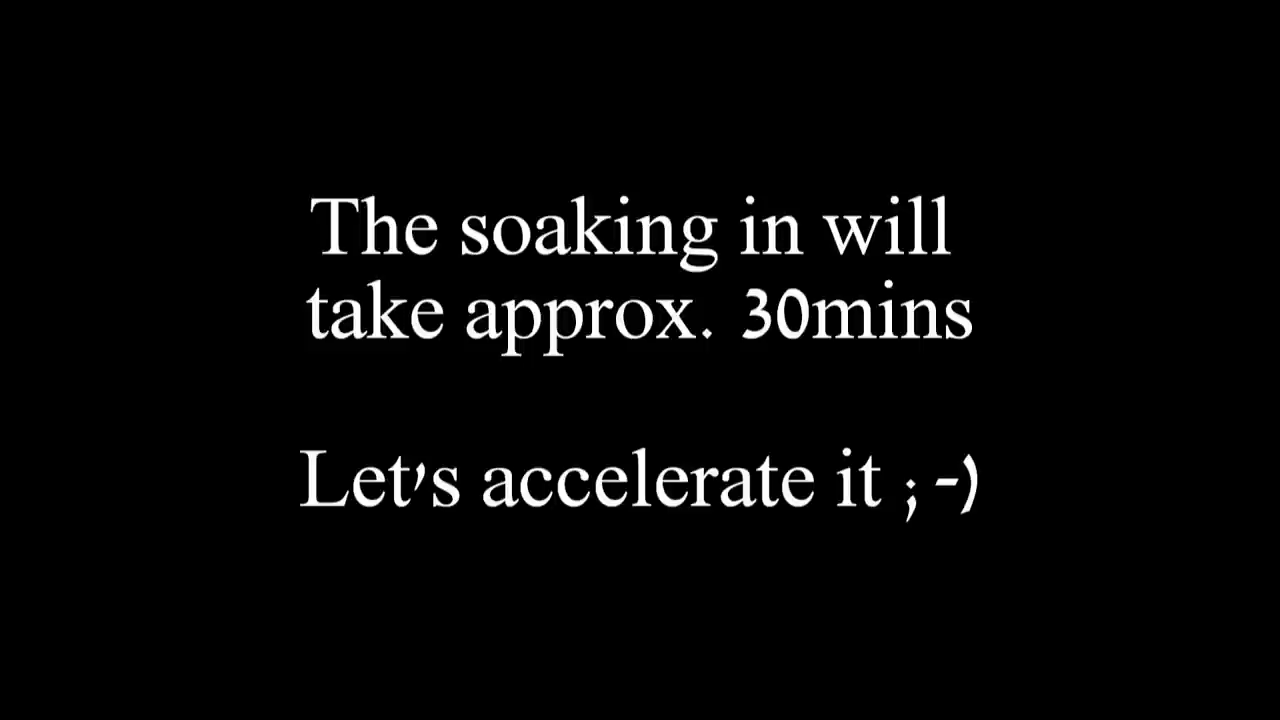 The soaking in will
take approx. 30mins
Let's accelerate it ;-)